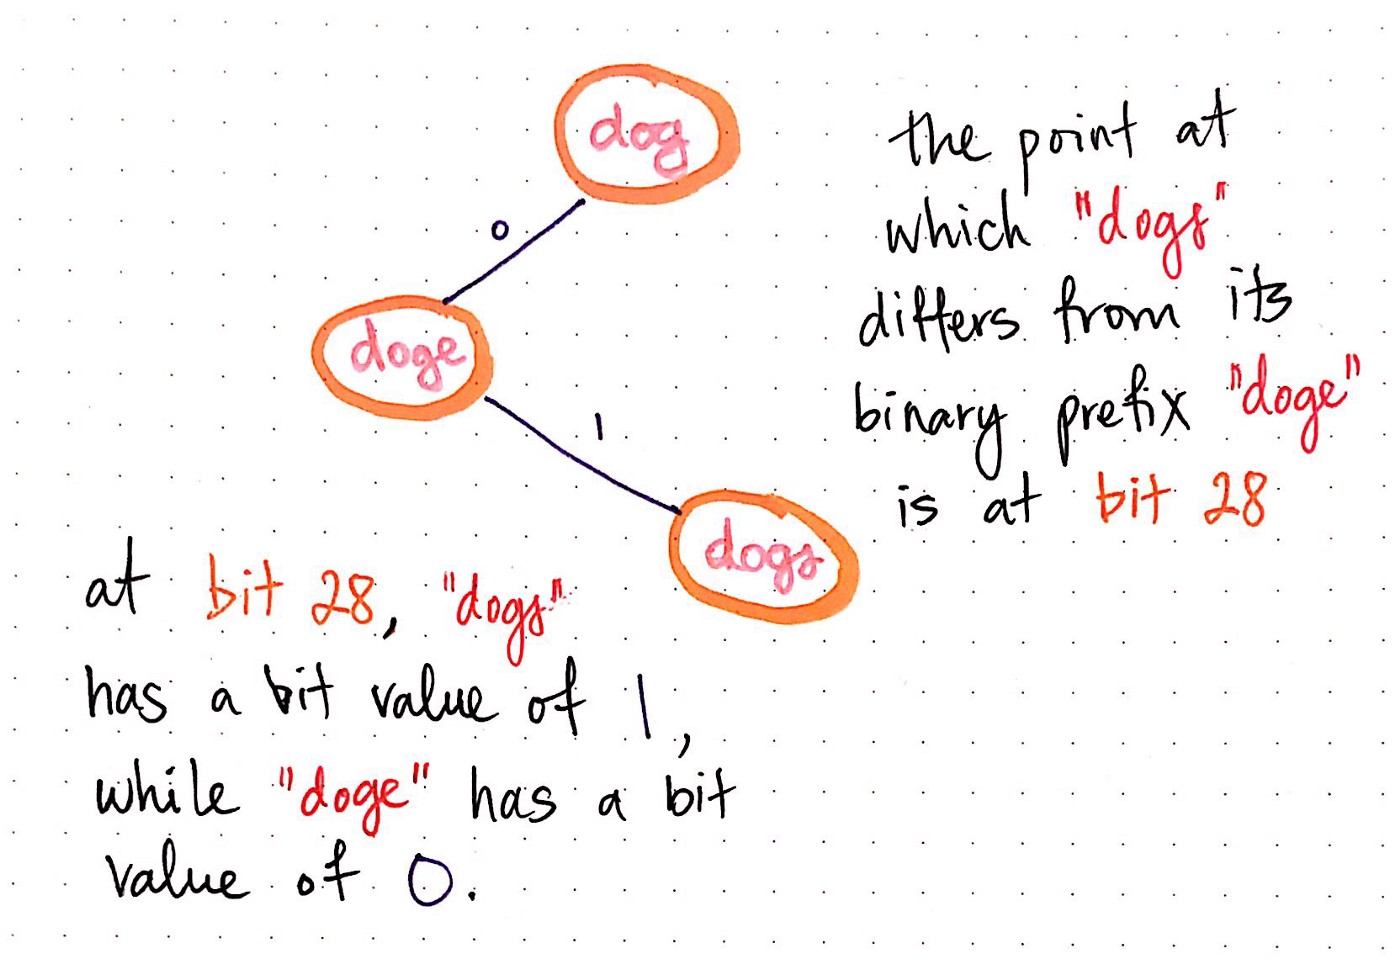 dog
the point at
which "dogs"
0
differs from its
doge
binary prefix "doge"
1
is at bit 28
dogs
at bit 28, "dogs"
has a bit value of 1,
while "doge" has a bit
value of 0.